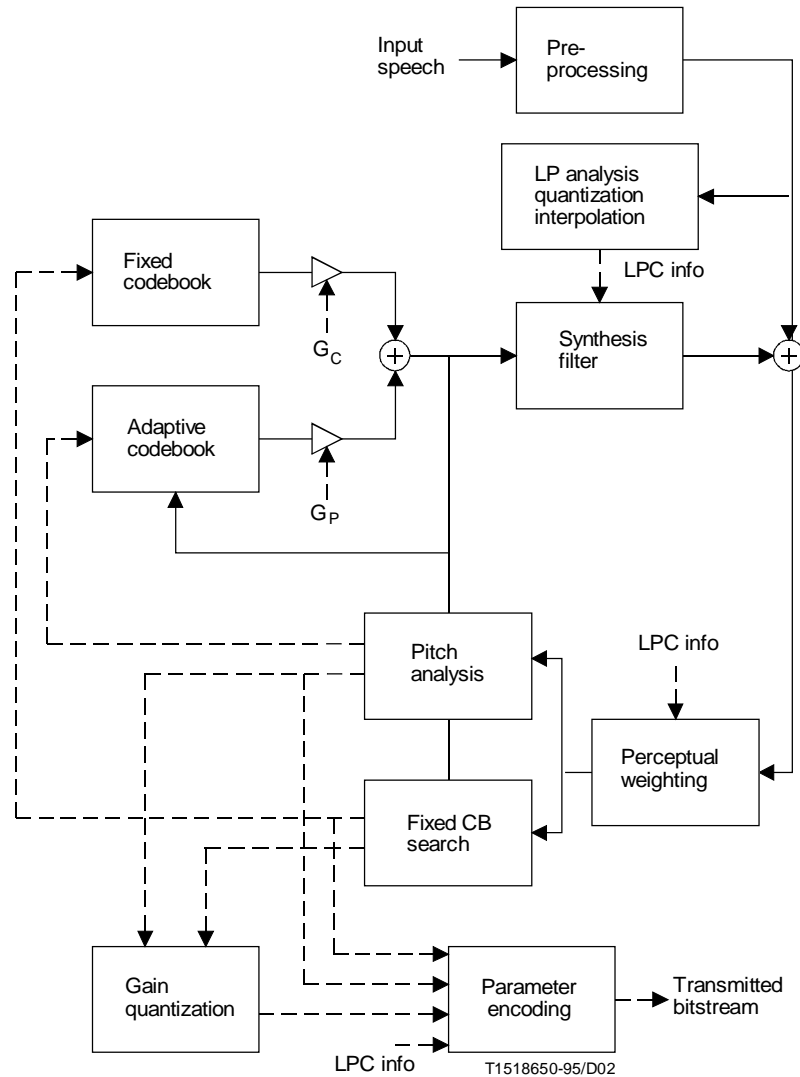 Input
speech
Pre-
processing
LP analysis
quantization
interpolation
LPC info
Fixed
codebook
G C
Synthesis
filter
Adaptive
codebook
G P
Pitch
analysis
LPC info
Perceptual
weighting
Fixed CB
search
Gain
quantization
Parameter
encoding
Transmitted
bitstream
LPC info
T1518650-95/D02